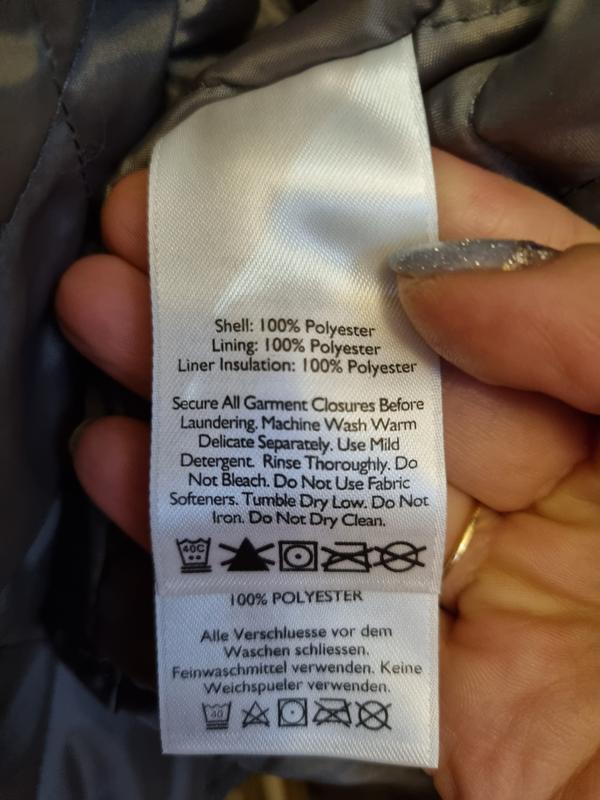 Shell: 100% Polyester
Lining: 100% Polyester
Liner Insulation: 100% Polyester
Secure All Garment Closures Before
Laundering. Machine Wash Warm
Delicate Separately. Use Mild
Detergent. Rinse Thoroughly. Do
Not Bleach. Do Not Use Fabric
Softeners. Tumble Dry Low. Do Not
Iron. Do Not Dry Clean.
40C
100% POLYESTER
Alle Verschluesse vor dem
Waschen schliessen.
Feinwaschmittel verwenden. Keine
Weichspueler verwenden.
40